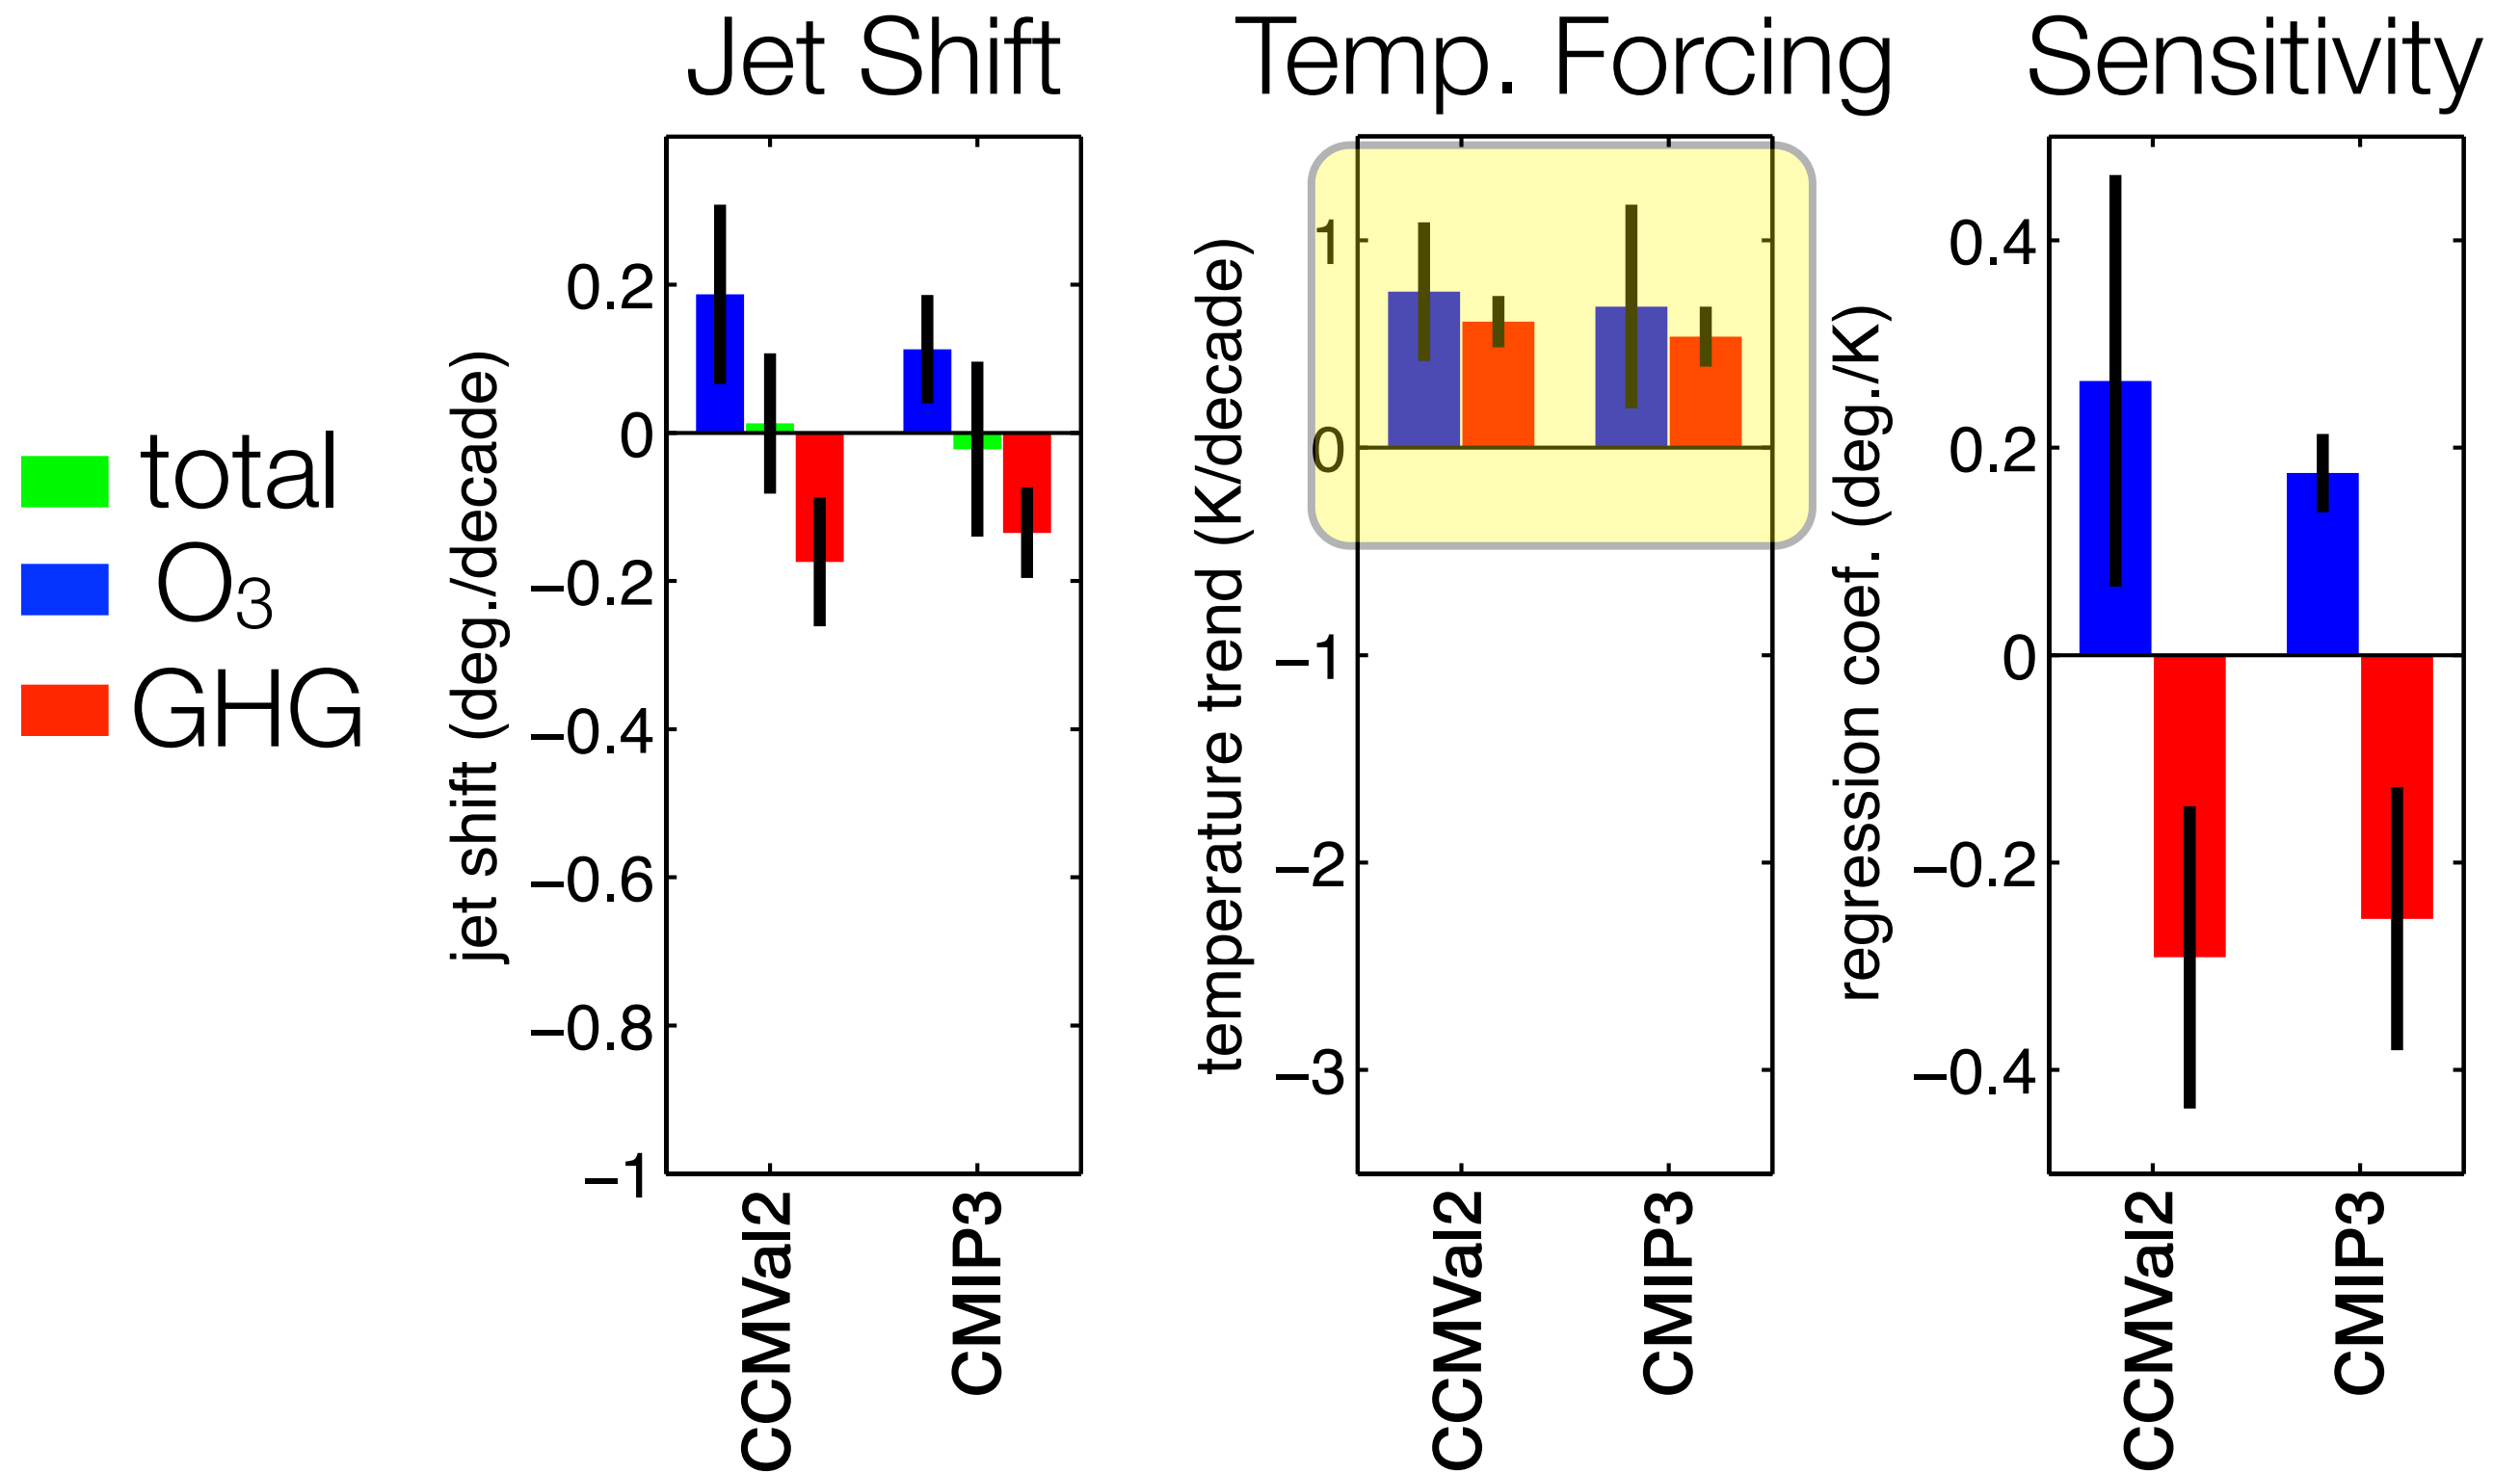 Jet Shift
Temp. Forcing
Sensitivity
total
O₃
GHG
jet shift (deg./decade)
0.2
0
−0.2
−0.4
−0.6
−0.8
−1
CCMVal2
CMIP3
temperature trend (K/decade)
1
0
−1
−2
−3
CCMVal2
CMIP3
regression coef. (deg./K)
0.4
0.2
0
−0.2
−0.4
CCMVal2
CMIP3